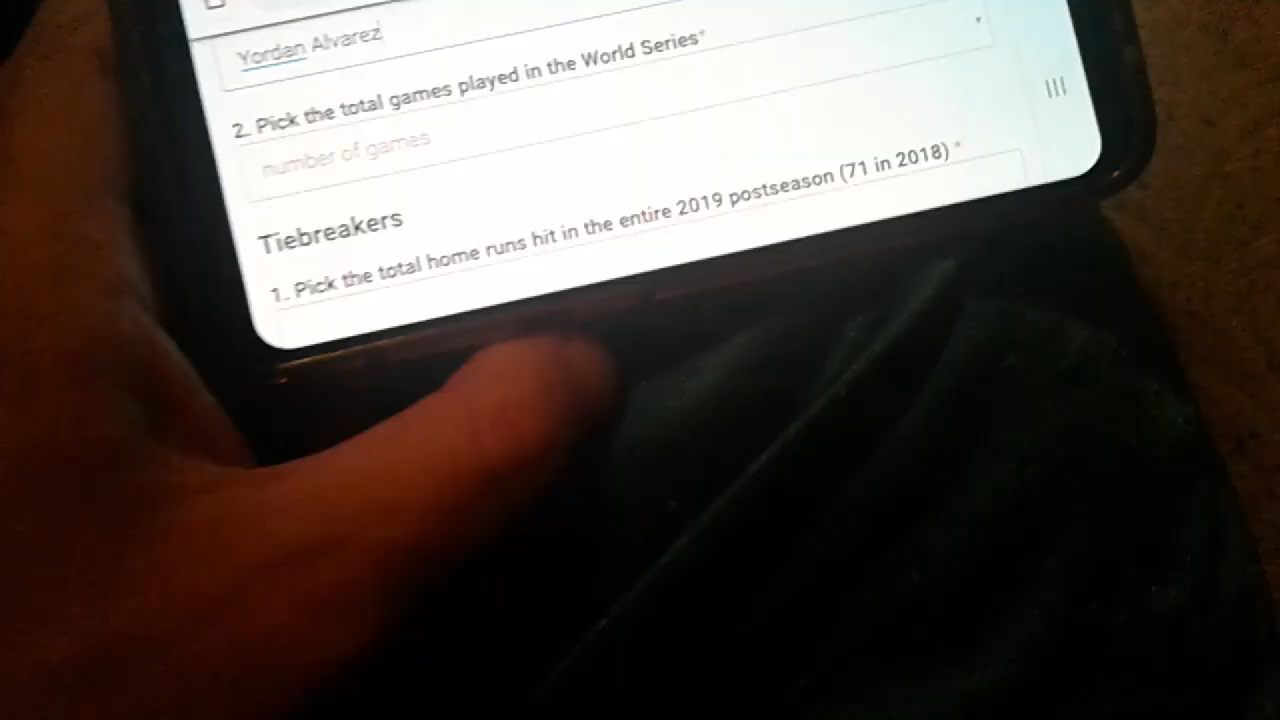 Yordan Alvarez
2. Pick the total games played in the World Series*
number of games
Tiebreakers
1. Pick the total home runs hit in the entire 2019 postseason (71 in 2018) *